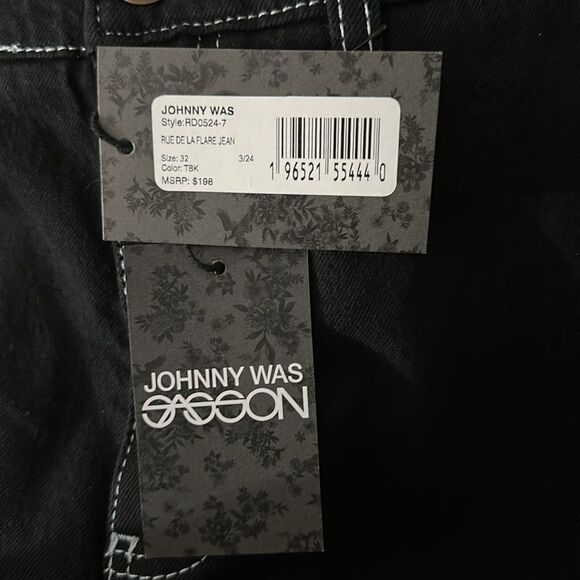 JOHNNY WAS
Style:RD0524-7
RUE DE LA FLARE JEAN
Size: 32 3/24
Color: TBK
MSRP: $198
1 96521 55444 0
JOHNNY WAS
SASSON